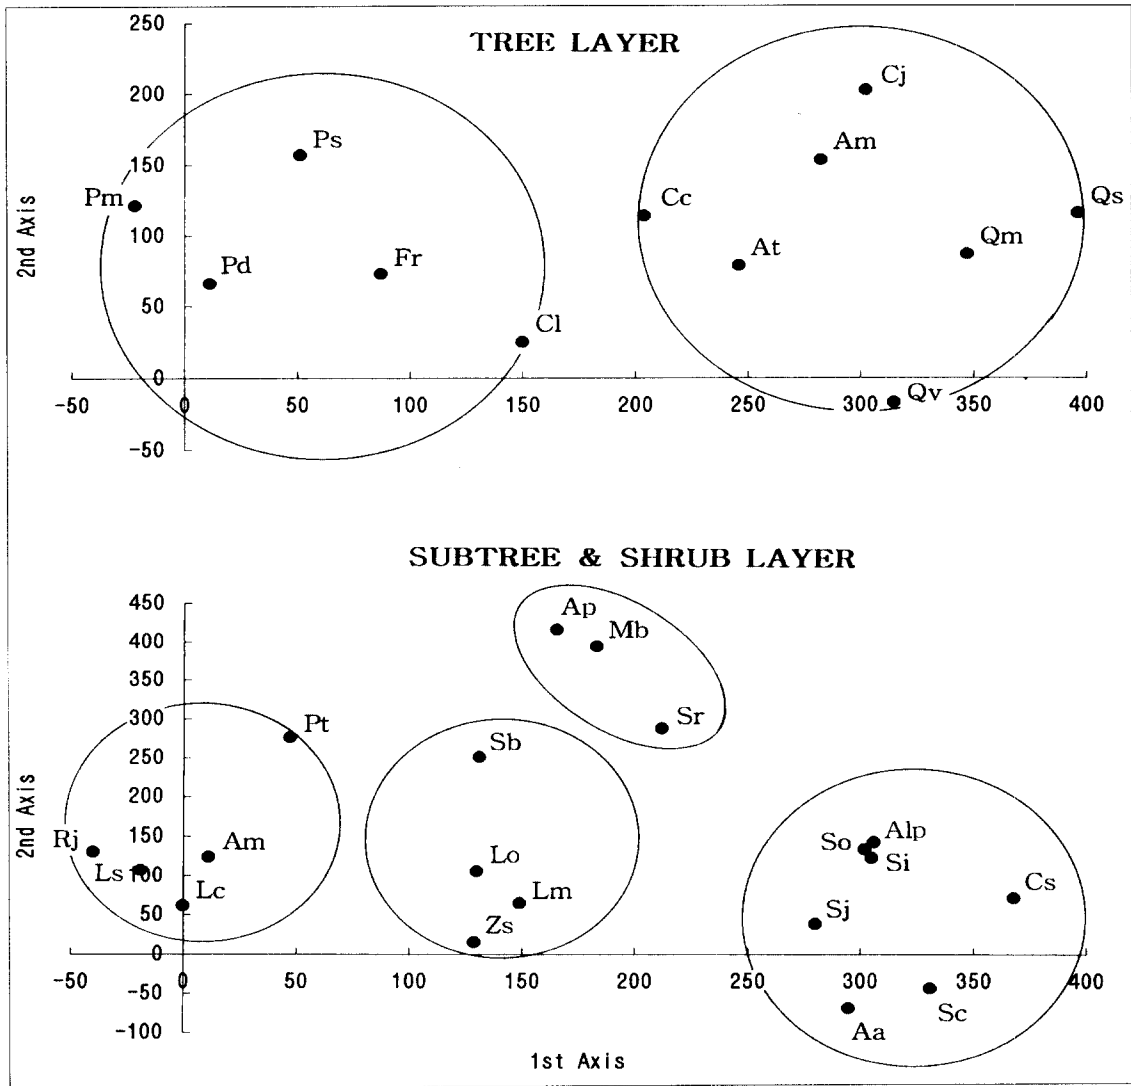 TREE LAYER
250
200
150
100
50
0
-50
2nd Axis
-50 0 50 100 150 200 250 300 350 400
Cj
Ps
Am
Pm
Cc
Qs
Pd
Fr
At
Qm
Cl
Qv
SUBTREE & SHRUB LAYER
450
400
350
300
250
200
150
100
50
0
-50
-100
2nd Axis
-50 0 50 100 150 200 250 300 350 400
Ap
Mb
Pt
Sr
Sb
Rj
Am
So
Alp
Ls
Lo
Si
Lc
Lm
Cs
Zs
Sj
Sc
Aa
1st Axis